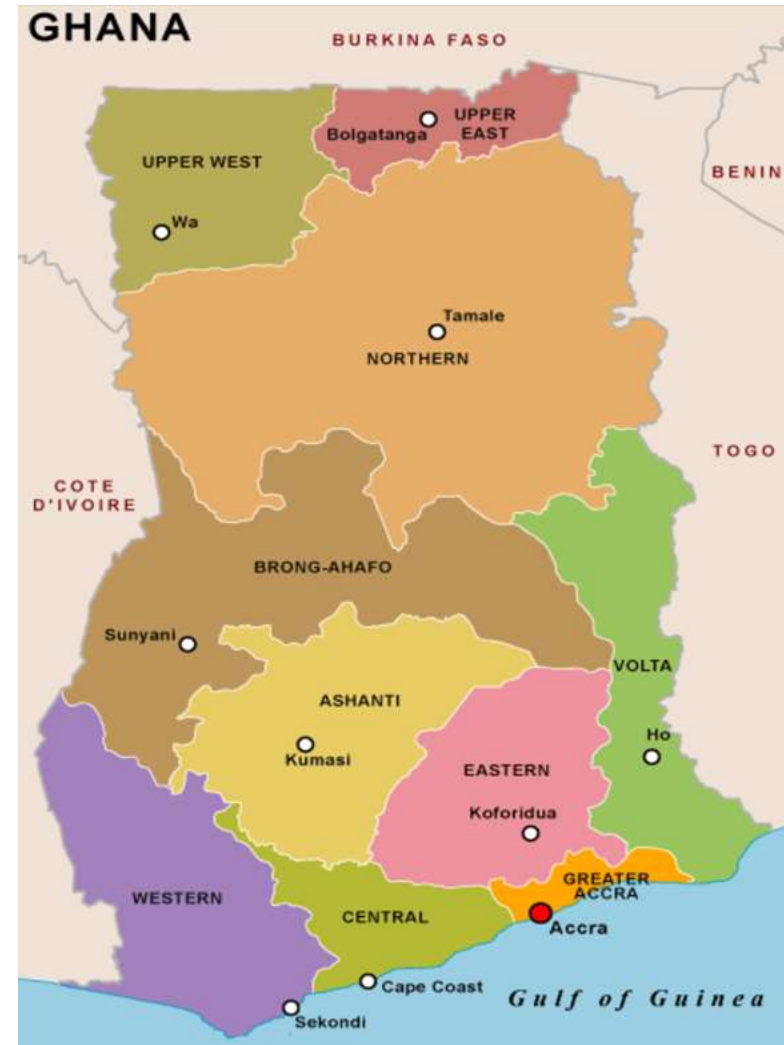 GHANA
BURKINA FASO
UPPER
EAST
Bolgatanga
UPPER WEST
BENIN
Wa
Tamale
NORTHERN
TOGO
COTE
D'IVOIRE
BRONG-AHAFO
Sunyani
VOLTA
ASHANTI
Ho
Kumasi
EASTERN
Koforidua
GREATER
ACCRA
WESTERN
CENTRAL
Accra
Cape Coast
Gulf of Guinea
Sekondi